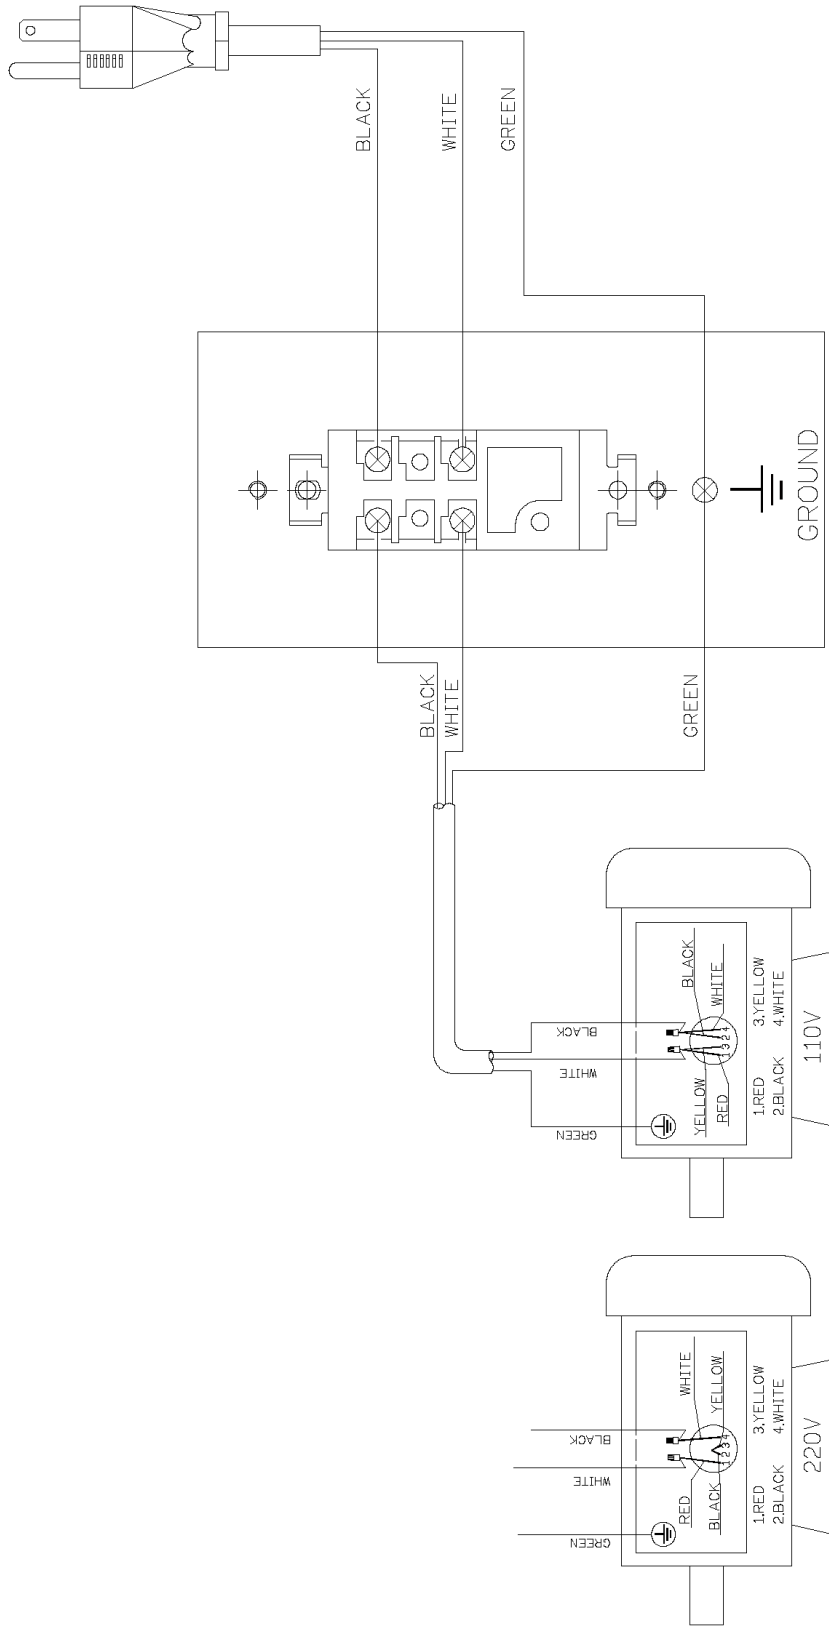 BLACK
WHITE
GREEN
GROUND
BLACK
WHITE
GREEN
BLACK
WHITE
GREEN
BLACK
WHITE
YELLOW
RED
1 3 2 4
1.RED 3.YELLOW
2.BLACK 4.WHITE
110V
BLACK
WHITE
GREEN
WHITE
YELLOW
RED
BLACK
1 2 3 4
1.RED 3.YELLOW
2.BLACK 4.WHITE
220V